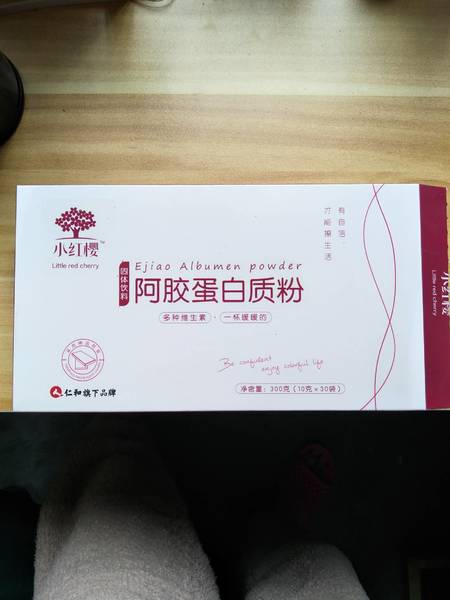 小红樱™
Little red cherry
有自信，
才能撩生活
Ejiao Albumen powder
固体饮料
阿胶蛋白质粉
多种维生素 · 一杯暖暖的
Be confident
enjoy colorful life
净含量：300克（10克×30袋）
仁和旗下品牌
小红樱
Little red cherry